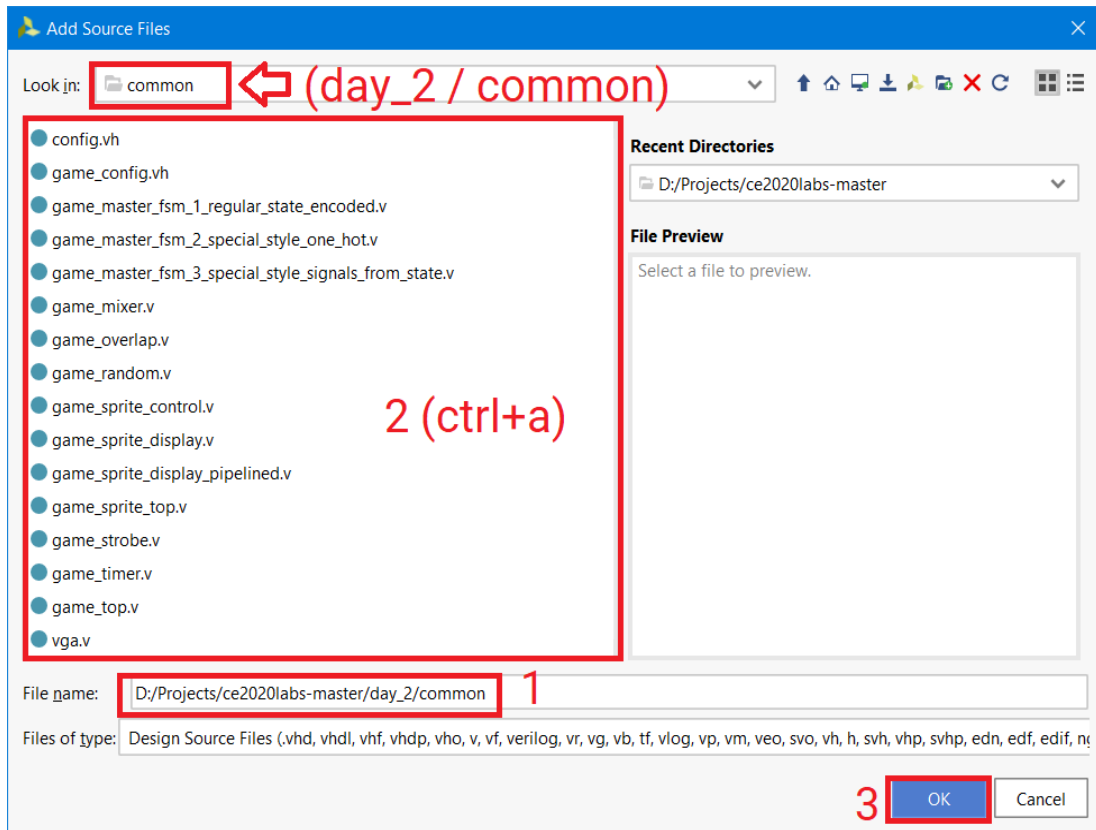 Add Source Files
Look in: common (day_2 / common)
config.vh
game_config.vh
game_master_fsm_1_regular_state_encoded.v
game_master_fsm_2_special_style_one_hot.v
game_master_fsm_3_special_style_signals_from_state.v
game_mixer.v
game_overlap.v
game_random.v
game_sprite_control.v
game_sprite_display.v
game_sprite_display_pipelined.v
game_sprite_top.v
game_strobe.v
game_timer.v
game_top.v
vga.v
2 (ctrl+a)
Recent Directories
D:/Projects/ce2020labs-master
File Preview
Select a file to preview.
File name: D:/Projects/ce2020labs-master/day_2/common 1
Files of type: Design Source Files (.vhd, vhdl, vhf, vhdp, vho, v, vf, verilog, vr, vg, vb, tf, vlog, vp, vm, veo, svo, vh, h, svh, vhp, svhp, edn, edf, edif,
3 OK Cancel